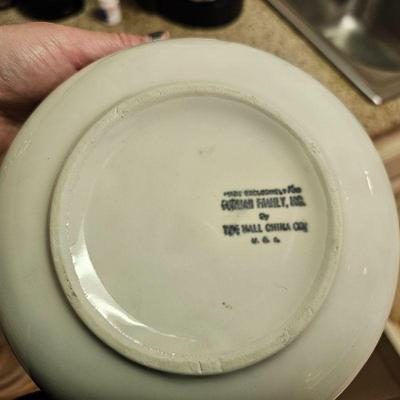 MADE EXCLUSIVELY FOR
FORMAN FAMILY, INC.
By
THE HALL CHINA CO.
U. S. A.